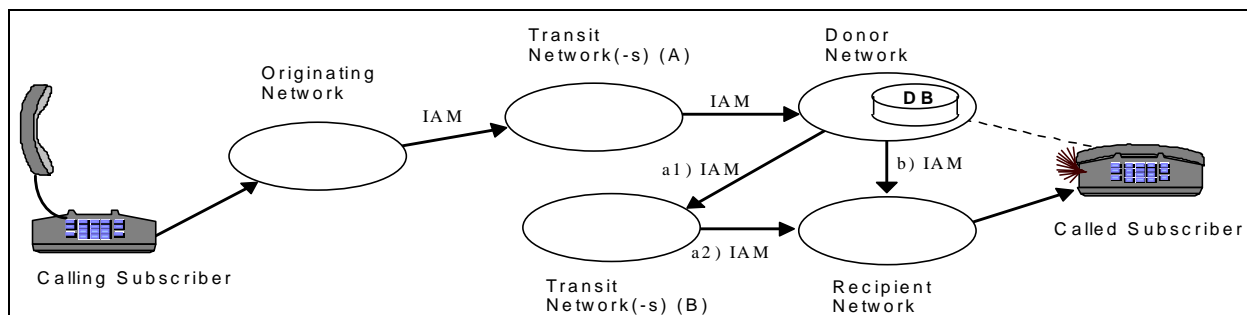 Transit
Network(-s) (A)
Donor
Network
Originating
Network
IAM
IAM
DB
a1) IAM
b) IAM
a2) IAM
Calling Subscriber
Called Subscriber
Transit
Network(-s) (B)
Recipient
Network